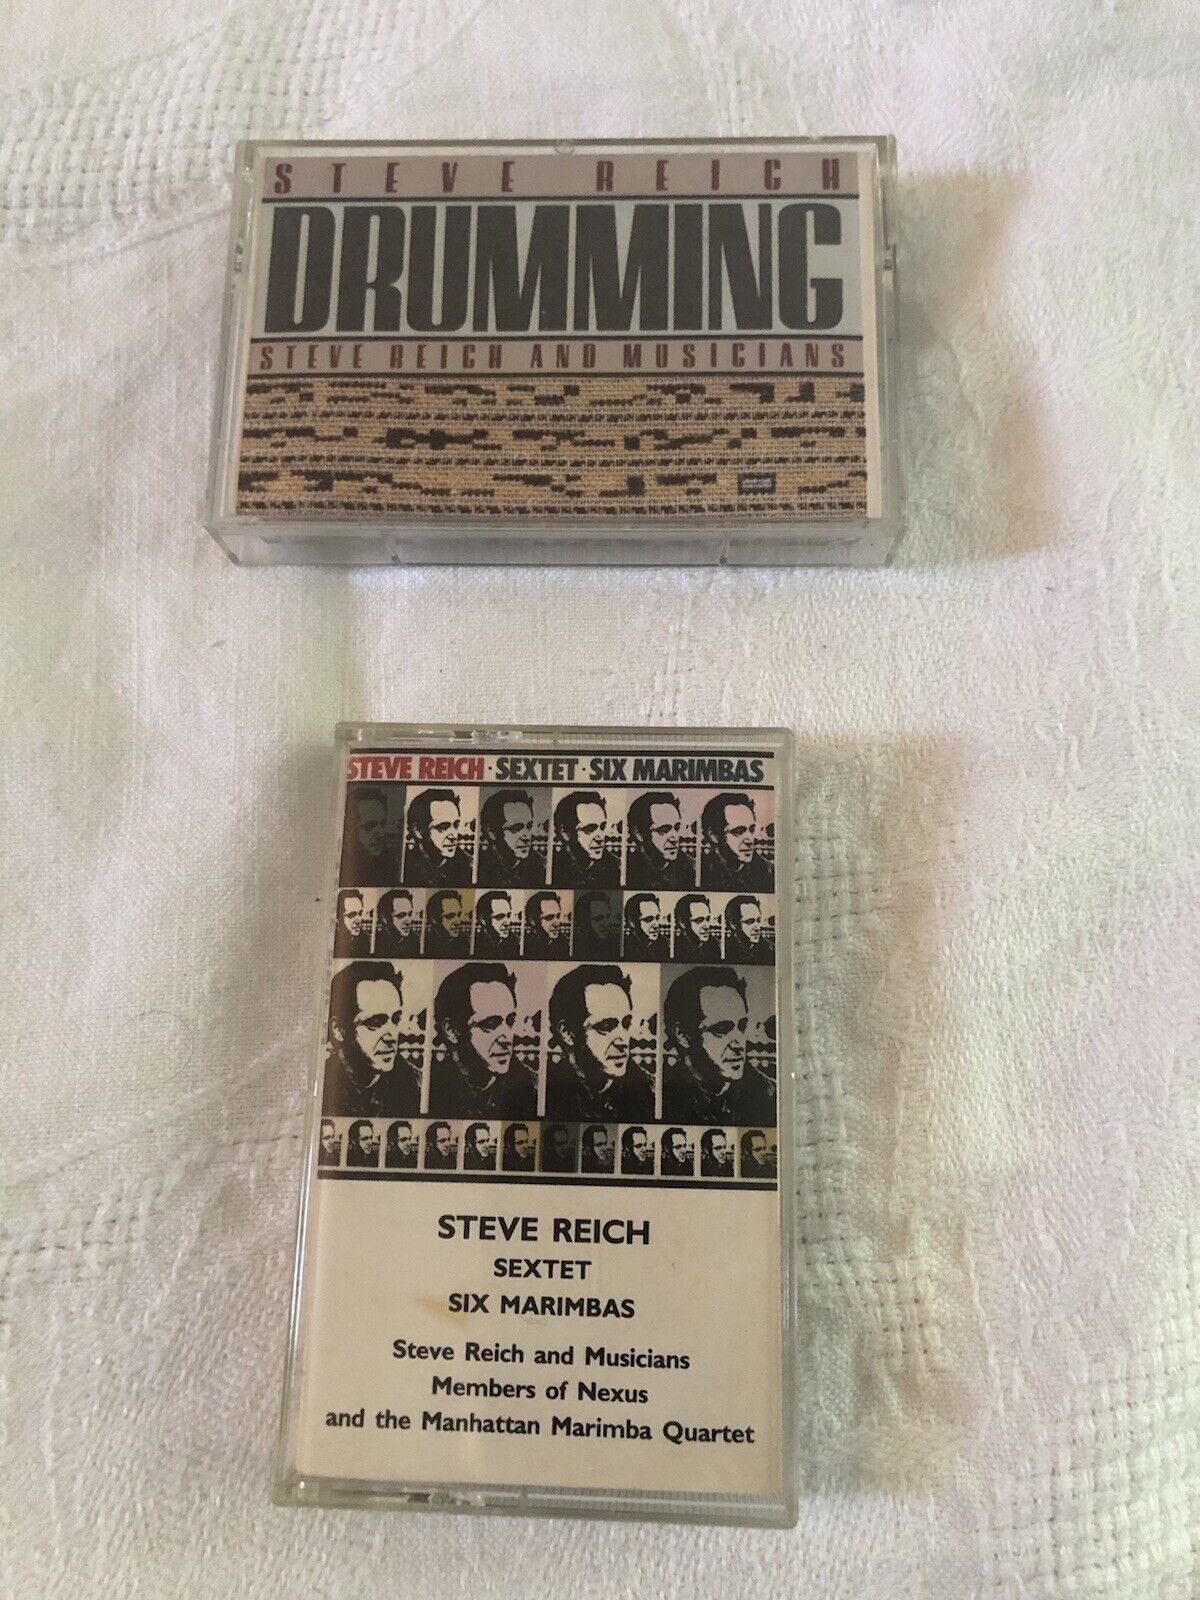 STEVE REICH
DRUMMING
STEVE REICH AND MUSICIANS
STEVE REICH · SEXTET · SIX MARIMBAS
STEVE REICH
SEXTET
SIX MARIMBAS
Steve Reich and Musicians
Members of Nexus
and the Manhattan Marimba Quartet